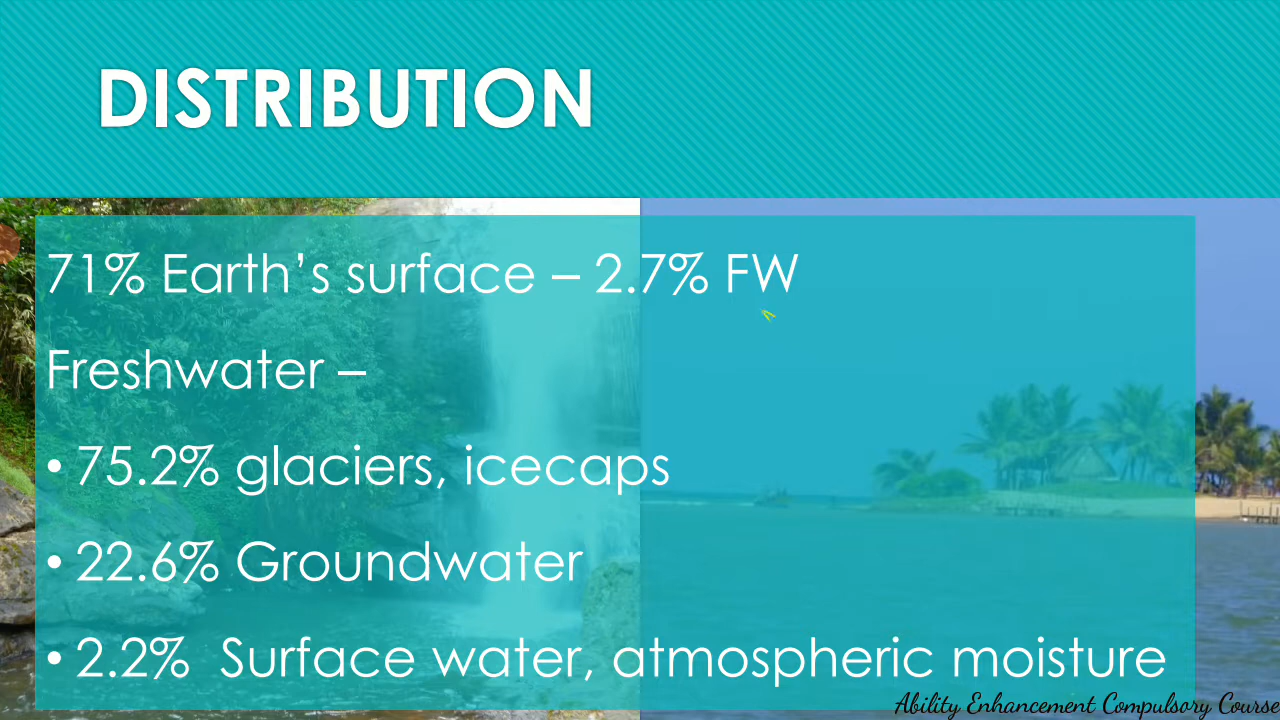 DISTRIBUTION
71% Earth’s surface – 2.7% FW
Freshwater –
• 75.2% glaciers, icecaps
• 22.6% Groundwater
• 2.2%  Surface water, atmospheric moisture
Ability Enhancement Compulsory Course